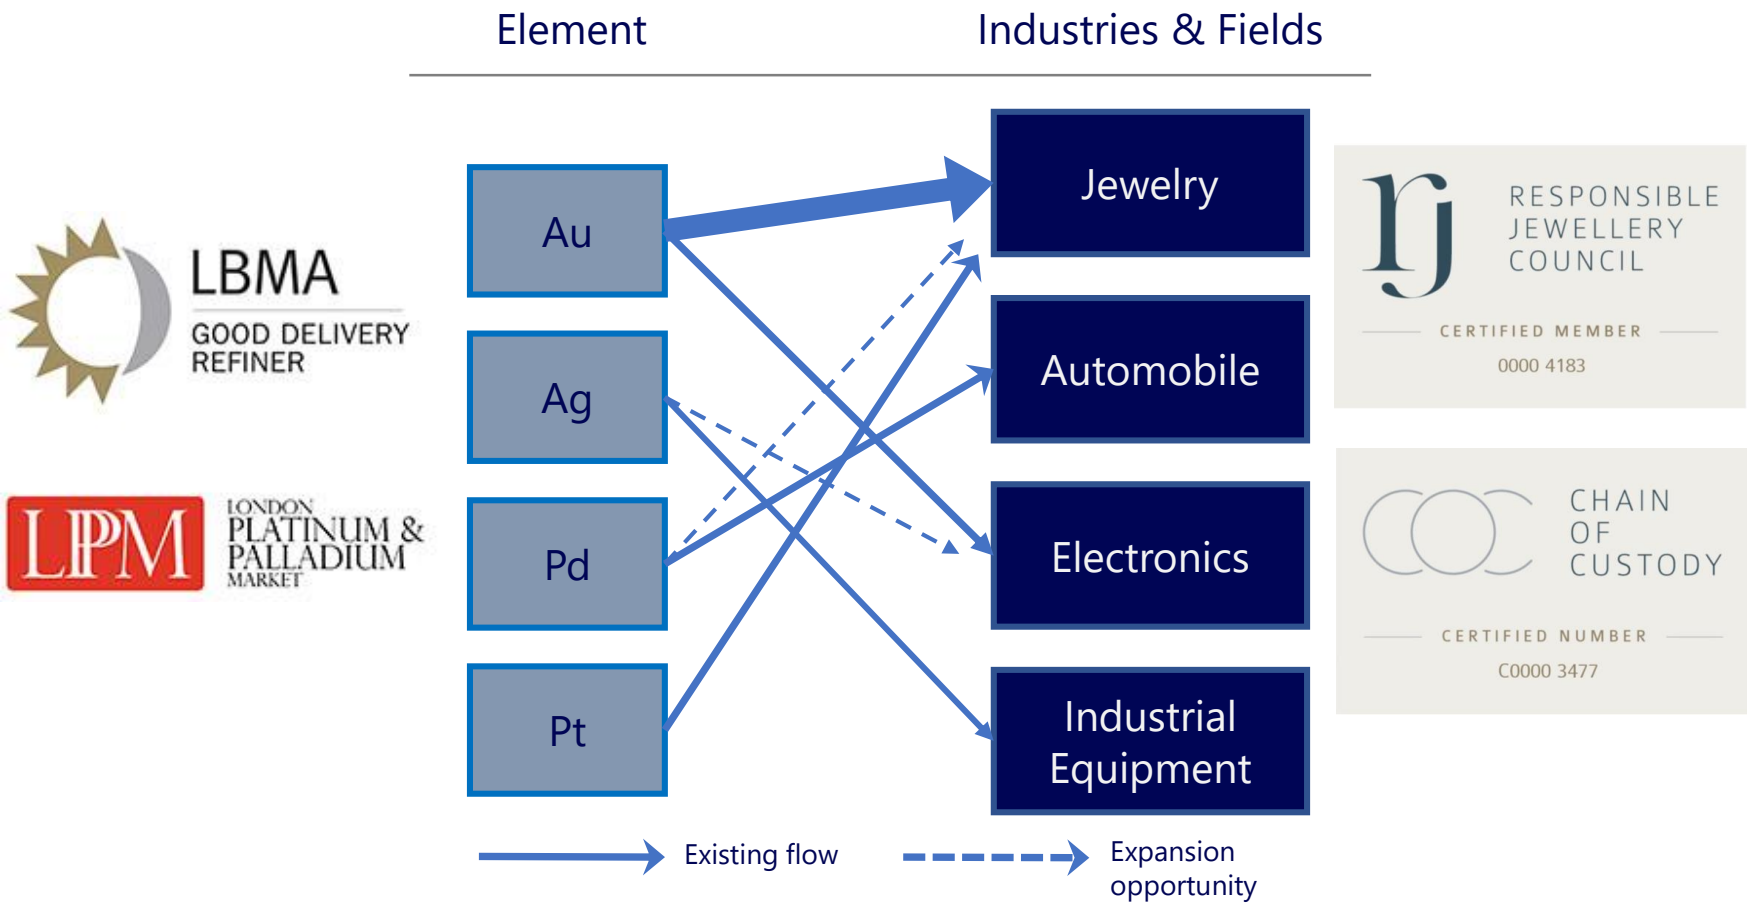 Element
Industries & Fields
LBMA
GOOD DELIVERY
REFINER
LPPM
LONDON
PLATINUM &
PALLADIUM
MARKET
Au
Ag
Pd
Pt
Jewelry
Automobile
Electronics
Industrial
Equipment
rj
RESPONSIBLE
JEWELLERY
COUNCIL
CERTIFIED MEMBER
0000 4183
COC
CHAIN
OF
CUSTODY
CERTIFIED NUMBER
C0000 3477
Existing flow
Expansion
opportunity